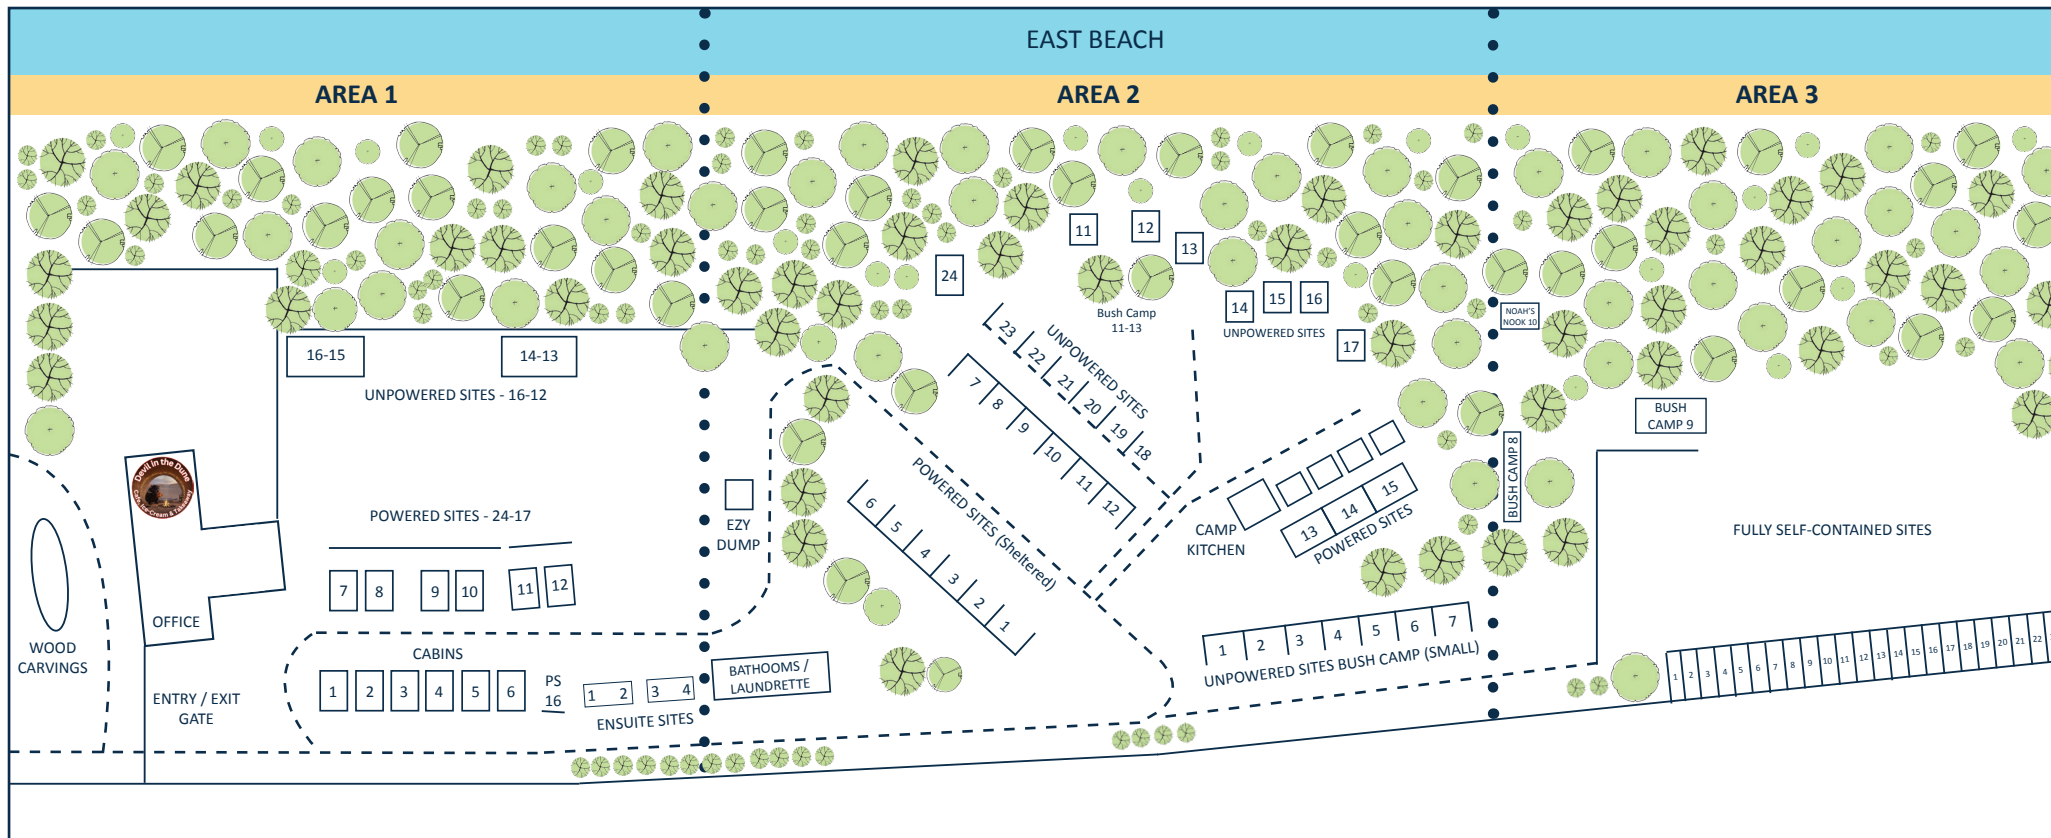 EAST BEACH
AREA 1
AREA 2
AREA 3
16-15
14-13
UNPOWERED SITES - 16-12
POWERED SITES - 24-17
7
8
9
10
11
12
Devil in the Dune
OFFICE
WOOD
CARVINGS
ENTRY / EXIT
GATE
CABINS
1
2
3
4
5
6
PS
16
1 2
3 4
ENSUITE SITES
EZY
DUMP
BATHOOMS /
LAUNDRETTE
24
11
12
13
Bush Camp
11-13
14
15
16
UNPOWERED SITES
17
23
22
21
20
19
18
UNPOWERED SITES
7
8
9
10
11
12
POWERED SITES (Sheltered)
6
5
4
3
2
1
CAMP
KITCHEN
13
14
15
POWERED SITES
1
2
3
4
5
6
7
UNPOWERED SITES BUSH CAMP (SMALL)
NOAH'S
NOOK 10
BUSH CAMP 8
BUSH
CAMP 9
FULLY SELF-CONTAINED SITES
1
2
3
4
5
6
7
8
9
10
11
12
13
14
15
16
17
18
19
20
21
22